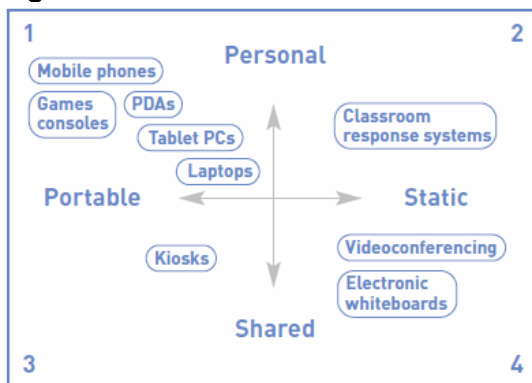 1
2
Personal
Mobile phones
Games
consoles
PDAs
Classroom
response systems
Tablet PCs
Laptops
Portable
Static
Kiosks
Videoconferencing
Electronic
whiteboards
Shared
3
4